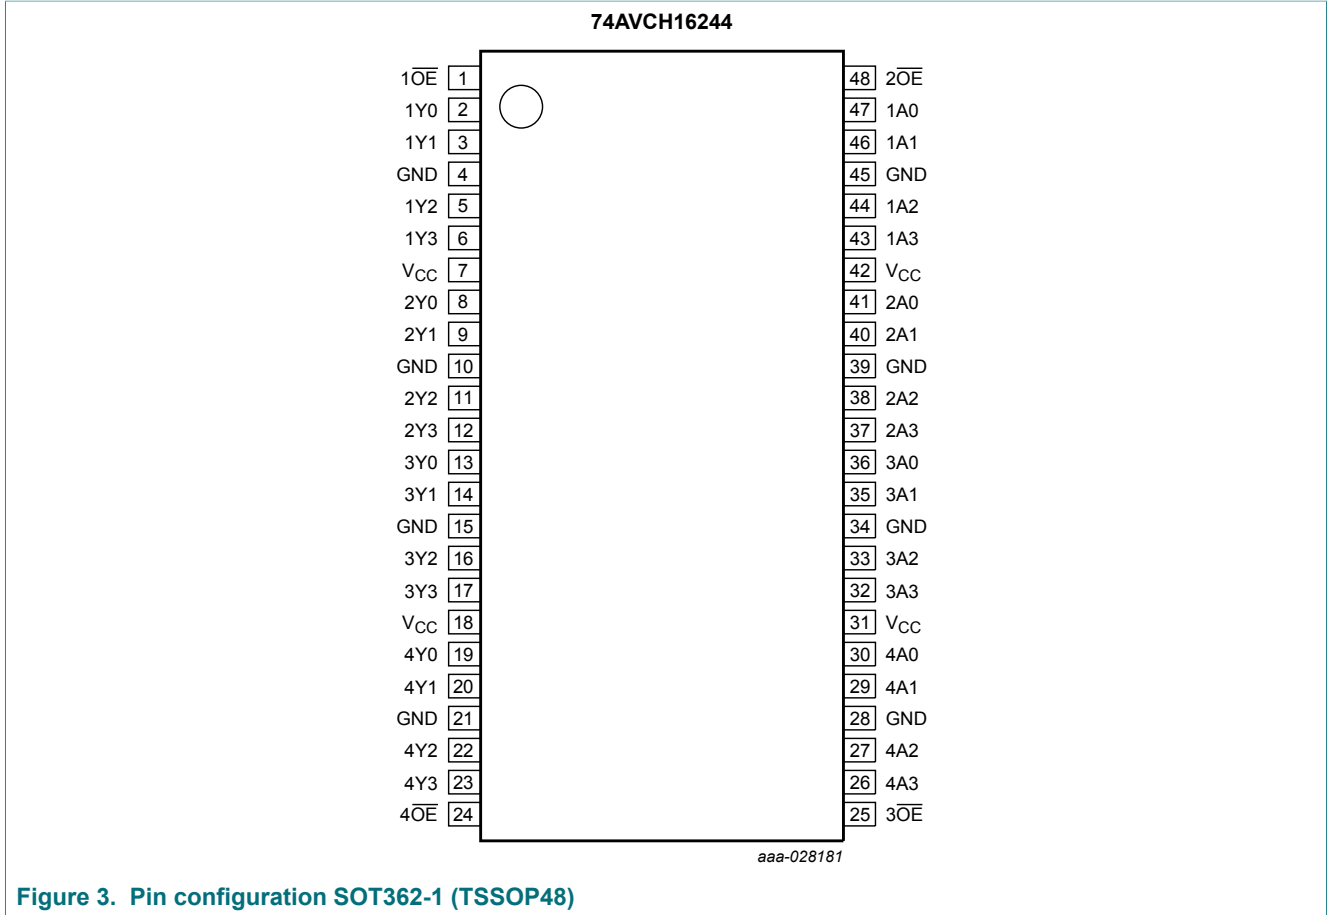 74AVCH16244
1O̅E̅ 1 48 2O̅E̅
1Y0 2 47 1A0
1Y1 3 46 1A1
GND 4 45 GND
1Y2 5 44 1A2
1Y3 6 43 1A3
VCC 7 42 VCC
2Y0 8 41 2A0
2Y1 9 40 2A1
GND 10 39 GND
2Y2 11 38 2A2
2Y3 12 37 2A3
3Y0 13 36 3A0
3Y1 14 35 3A1
GND 15 34 GND
3Y2 16 33 3A2
3Y3 17 32 3A3
VCC 18 31 VCC
4Y0 19 30 4A0
4Y1 20 29 4A1
GND 21 28 GND
4Y2 22 27 4A2
4Y3 23 26 4A3
4O̅E̅ 24 25 3O̅E̅
aaa-028181
Figure 3. Pin configuration SOT362-1 (TSSOP48)